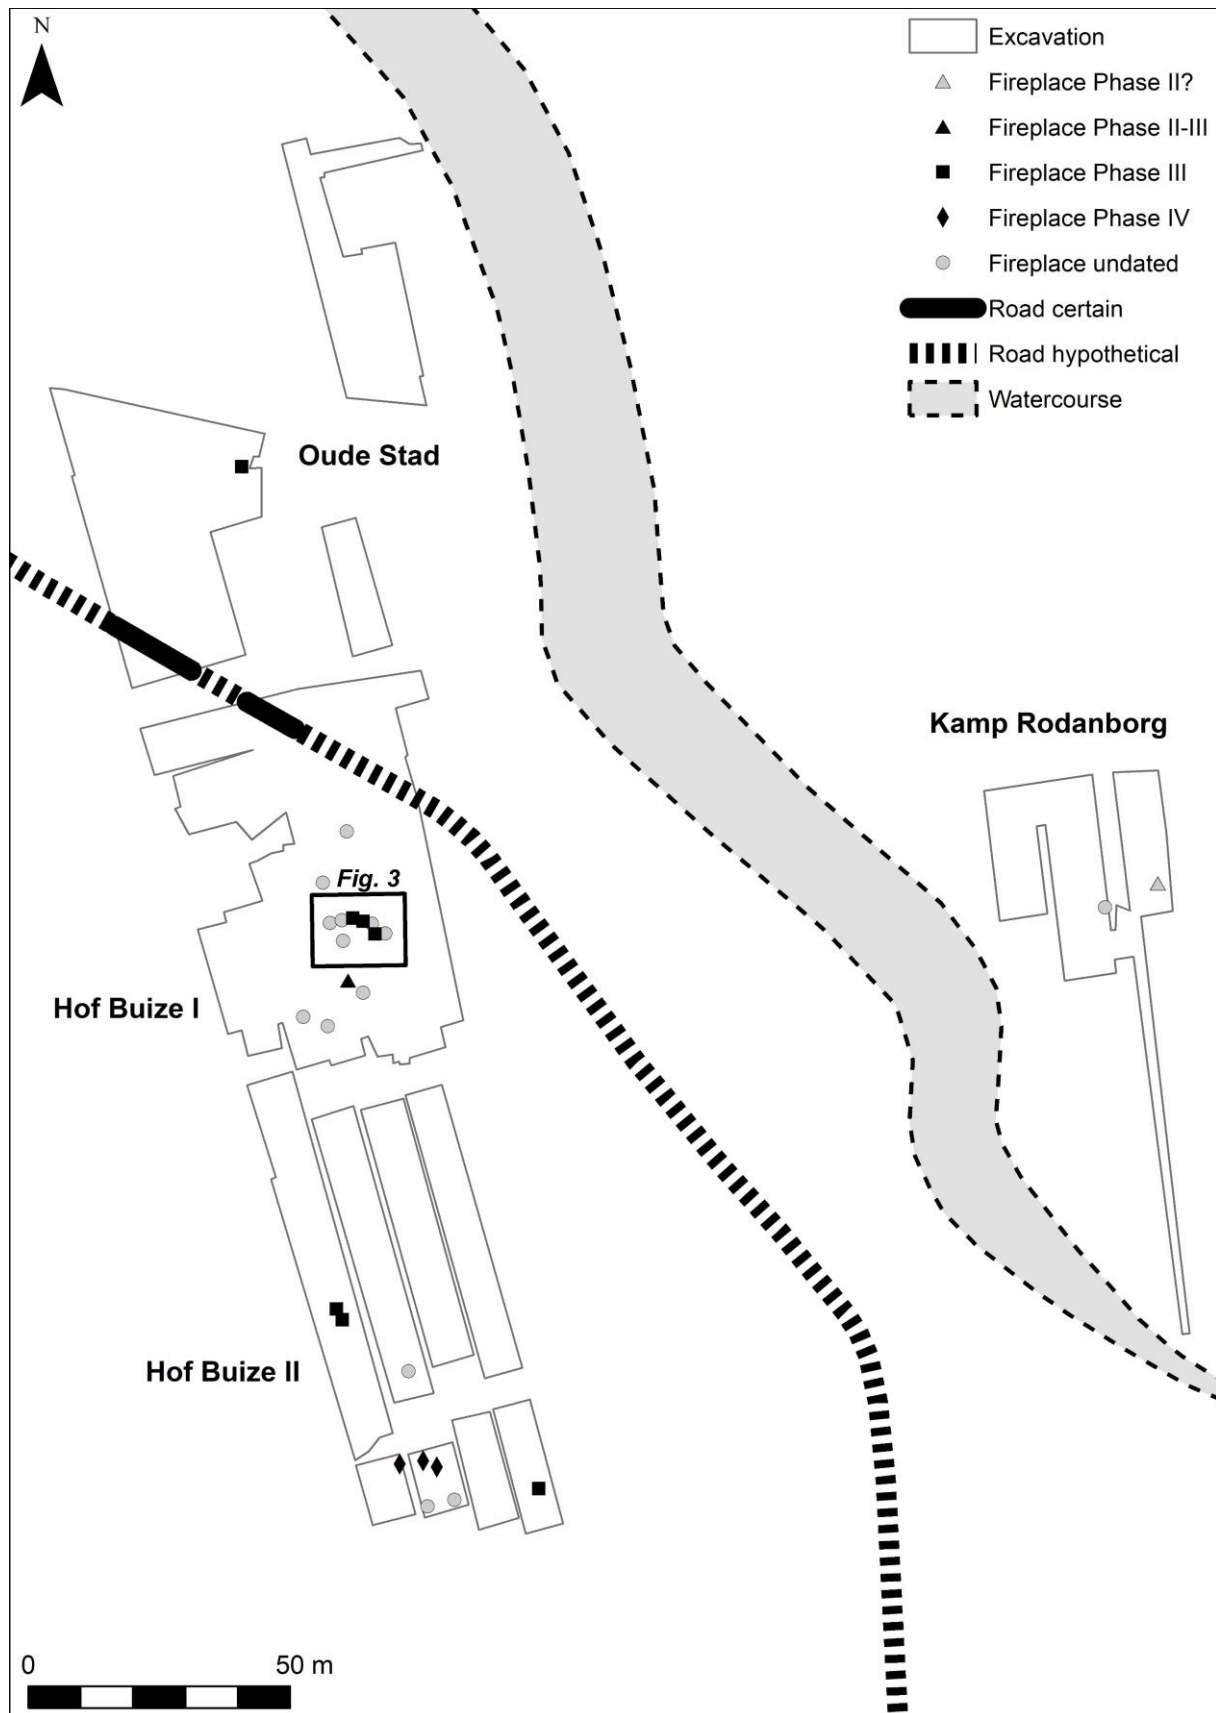 N
Excavation
Fireplace Phase II?
Fireplace Phase II-III
Fireplace Phase III
Fireplace Phase IV
Fireplace undated
Road certain
Road hypothetical
Watercourse
Oude Stad
Kamp Rodanborg
Fig. 3
Hof Buize I
Hof Buize II
0 50 m